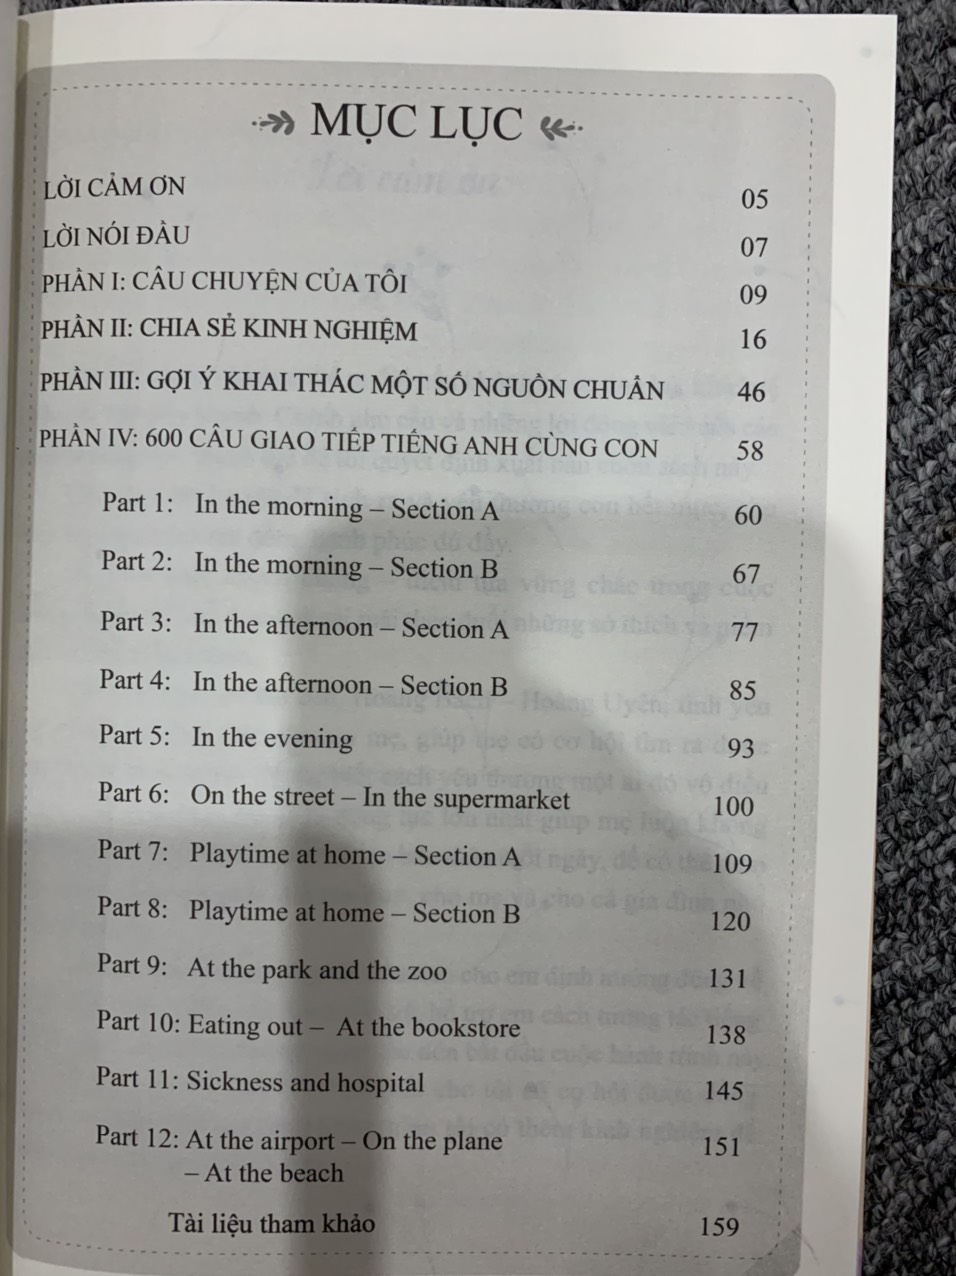 MỤC LỤC
LỜI CẢM ƠN 05
LỜI NÓI ĐẦU 07
PHẦN I: CÂU CHUYỆN CỦA TÔI 09
PHẦN II: CHIA SẺ KINH NGHIỆM 16
PHẦN III: GỢI Ý KHAI THÁC MỘT SỐ NGUỒN CHUẨN 46
PHẦN IV: 600 CÂU GIAO TIẾP TIẾNG ANH CÙNG CON 58
Part 1: In the morning – Section A 60
Part 2: In the morning – Section B 67
Part 3: In the afternoon – Section A 77
Part 4: In the afternoon – Section B 85
Part 5: In the evening 93
Part 6: On the street – In the supermarket 100
Part 7: Playtime at home – Section A 109
Part 8: Playtime at home – Section B 120
Part 9: At the park and the zoo 131
Part 10: Eating out – At the bookstore 138
Part 11: Sickness and hospital 145
Part 12: At the airport – On the plane 151
– At the beach
Tài liệu tham khảo 159